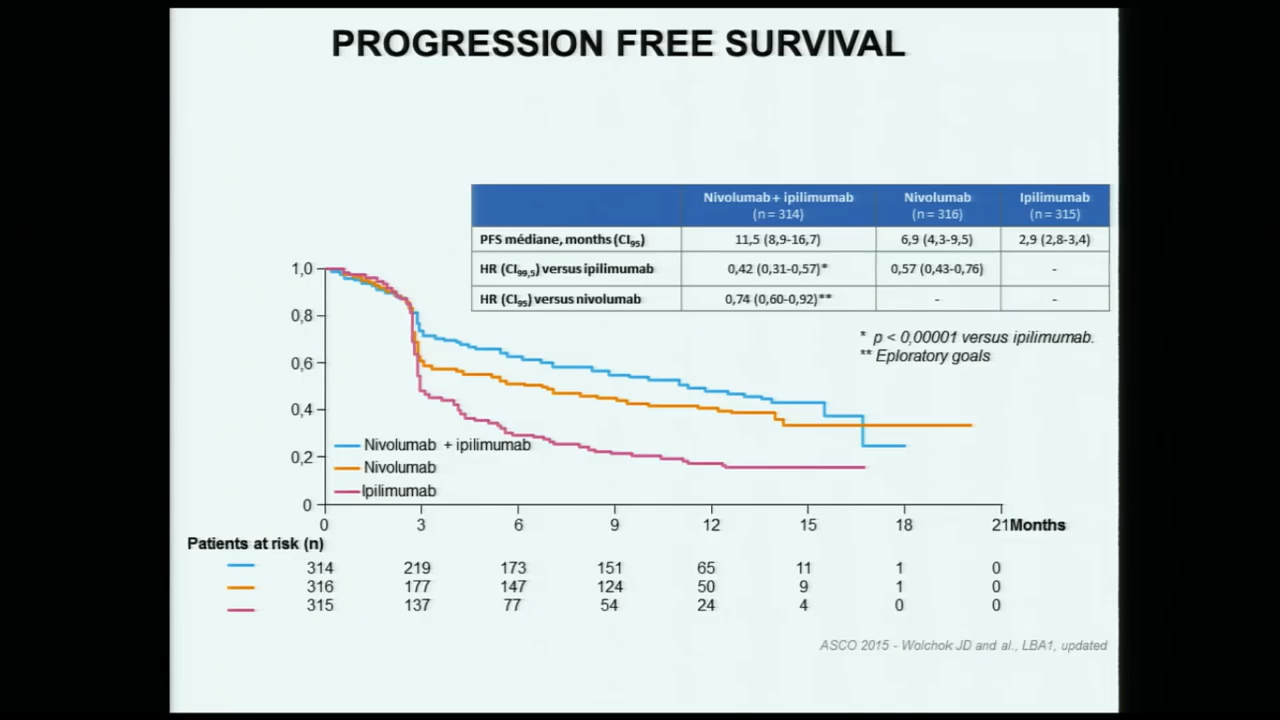 PROGRESSION FREE SURVIVAL
Nivolumab + ipilimumab (n = 314) Nivolumab (n = 316) Ipilimumab (n = 315)
PFS médiane, months (CI95) 11,5 (8,9-16,7) 6,9 (4,3-9,5) 2,9 (2,8-3,4)
HR (CI99,5) versus ipilimumab 0,42 (0,31-0,57)* 0,57 (0,43-0,76) -
HR (CI95) versus nivolumab 0,74 (0,60-0,92)** - -
* p < 0,00001 versus ipilimumab.
** Eploratory goals
1,0
0,8
0,6
0,4
0,2
0
Nivolumab + ipilimumab
Nivolumab
Ipilimumab
0 3 6 9 12 15 18 21 Months
Patients at risk (n)
314 219 173 151 65 11 1 0
316 177 147 124 50 9 1 0
315 137 77 54 24 4 0 0
ASCO 2015 - Wolchok JD and al., LBA1, updated